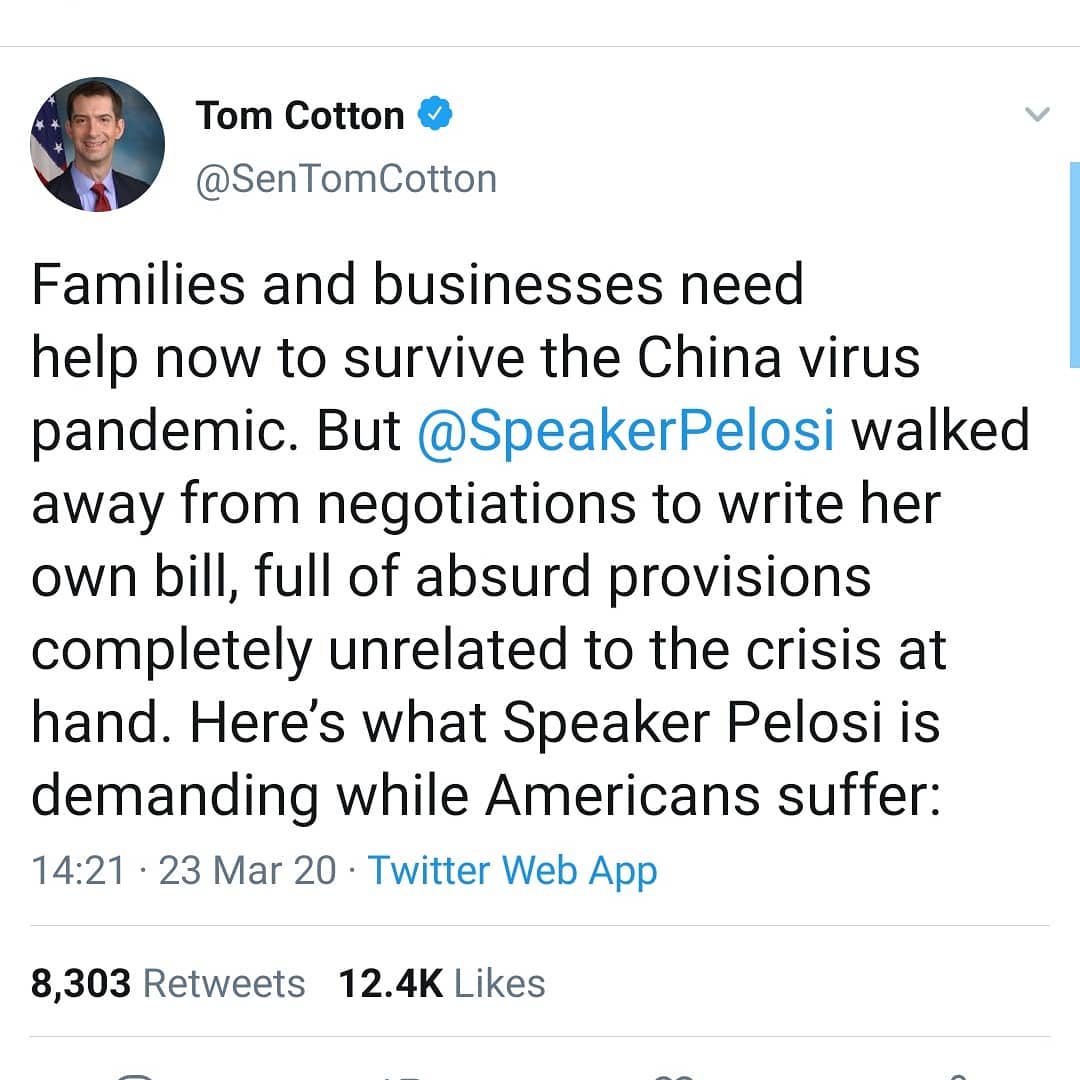 Tom Cotton
@SenTomCotton
Families and businesses need
help now to survive the China virus
pandemic. But @SpeakerPelosi walked
away from negotiations to write her
own bill, full of absurd provisions
completely unrelated to the crisis at
hand. Here’s what Speaker Pelosi is
demanding while Americans suffer:
14:21 · 23 Mar 20 · Twitter Web App
8,303 Retweets 12.4K Likes